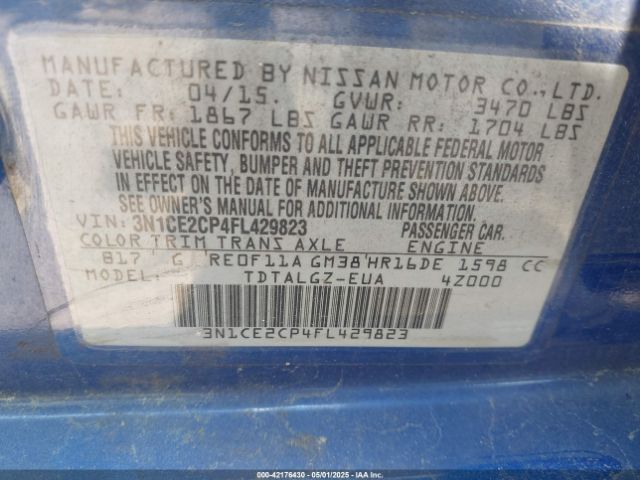 MANUFACTURED BY NISSAN MOTOR CO., LTD.
DATE: 04/15. GVWR: 3470 LBS
GAWR FR: 1867 LBS GAWR RR: 1704 LBS
THIS VEHICLE CONFORMS TO ALL APPLICABLE FEDERAL MOTOR
VEHICLE SAFETY, BUMPER AND THEFT PREVENTION STANDARDS
IN EFFECT ON THE DATE OF MANUFACTURE SHOWN ABOVE.
SEE OWNER'S MANUAL FOR ADDITIONAL INFORMATION.
VIN: 3N1CE2CP4FL429823 PASSENGER CAR.
COLOR TRIM TRANS AXLE ENGINE
B17 G RE0F11A GM38 HR16DE 1598 CC
MODEL: TDTALGZ-EUA 4Z000
3N1CE2CP4FL429823
000-42176430 - 05/01/2025 - IAAI.COM